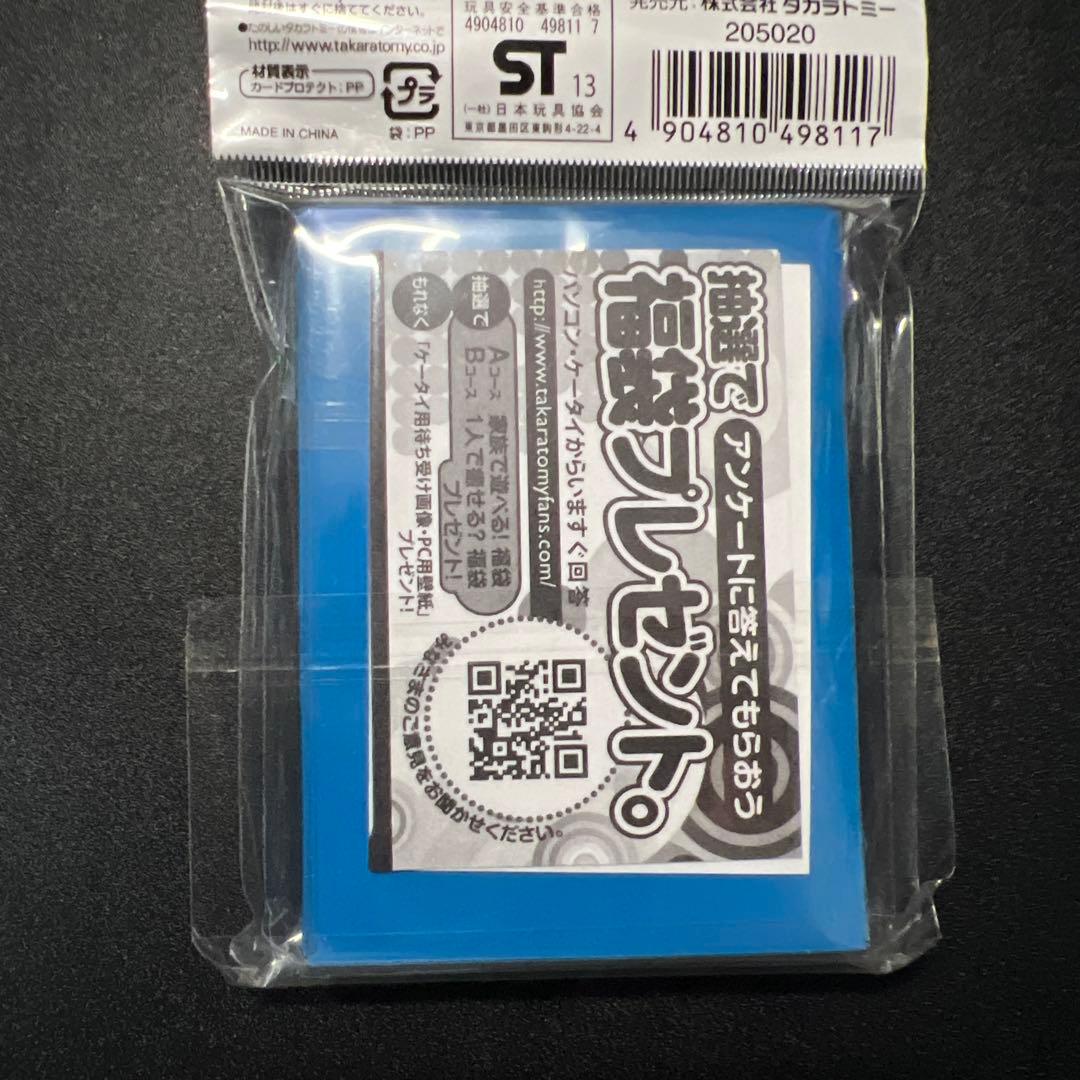 ●たのしいタカラトミーの情報はインターネットで
http://www.takaratomy.co.jp
材質表示
カードプロテクト:PP
プラ
袋:PP
MADE IN CHINA
玩具安全基準合格
4904810 49811 7
ST 13
(一社)日本玩具協会
東京都墨田区東駒形4-22-4
発売元:株式会社 タカラトミー
205020
4 904810 498117
アンケートに答えてもらおう
抽選で
福袋プレゼント。
パソコン・ケータイからいますぐ回答
http://www.takaratomyfans.com/
抽選で
Aコース 家族で遊べる!福袋
Bコース 1人で着せる?福袋
プレゼント!
もれなく
「ケータイ用待ち受け画像・PC用壁紙」
プレゼント!
みなさまのご意見をお聞かせください。